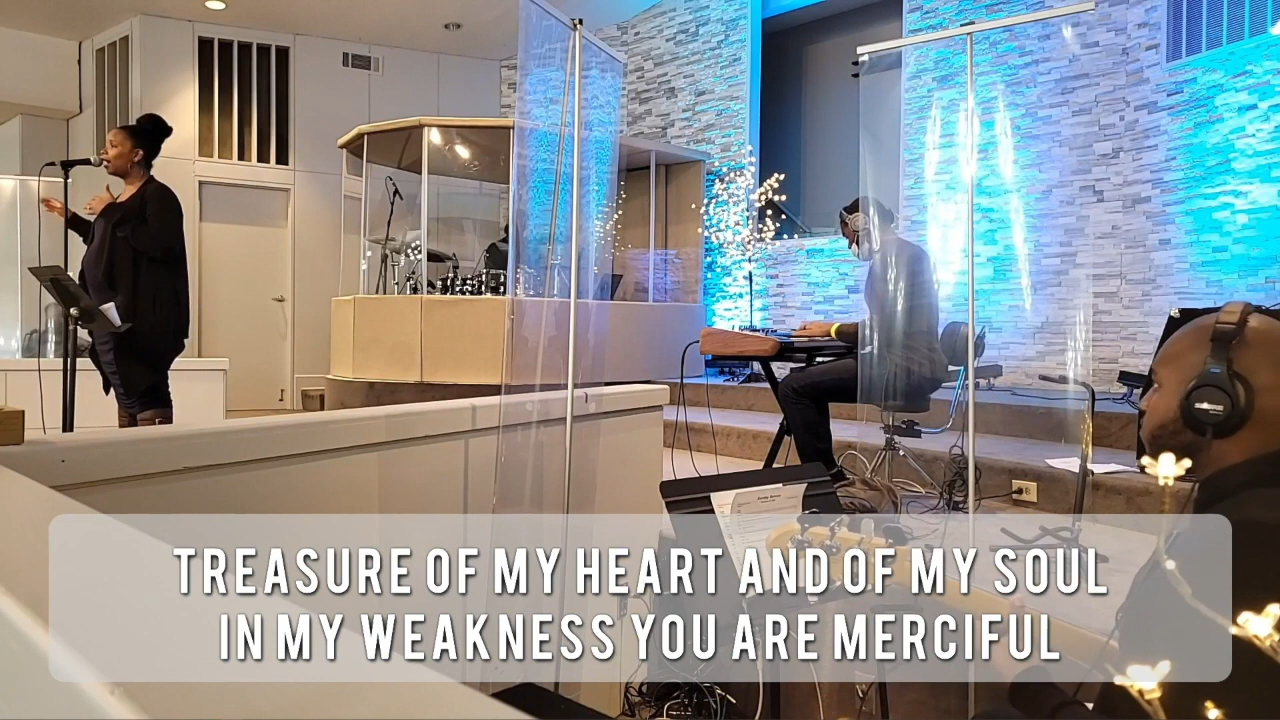 TREASURE OF MY HEART AND OF MY SOUL
IN MY WEAKNESS YOU ARE MERCIFUL